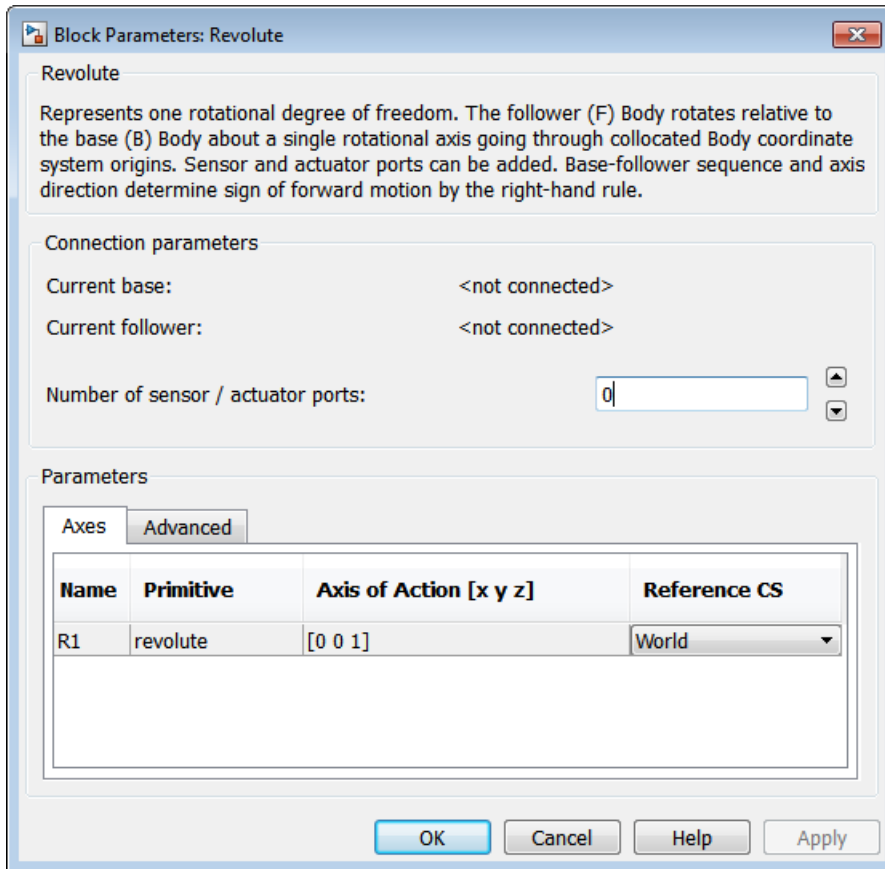 Block Parameters: Revolute
Revolute
Represents one rotational degree of freedom. The follower (F) Body rotates relative to
the base (B) Body about a single rotational axis going through collocated Body coordinate
system origins. Sensor and actuator ports can be added. Base-follower sequence and axis
direction determine sign of forward motion by the right-hand rule.
Connection parameters
Current base: <not connected>
Current follower: <not connected>
Number of sensor / actuator ports: 0
Parameters
Axes Advanced
Name Primitive Axis of Action [x y z] Reference CS
R1 revolute [0 0 1] World
OK Cancel Help Apply